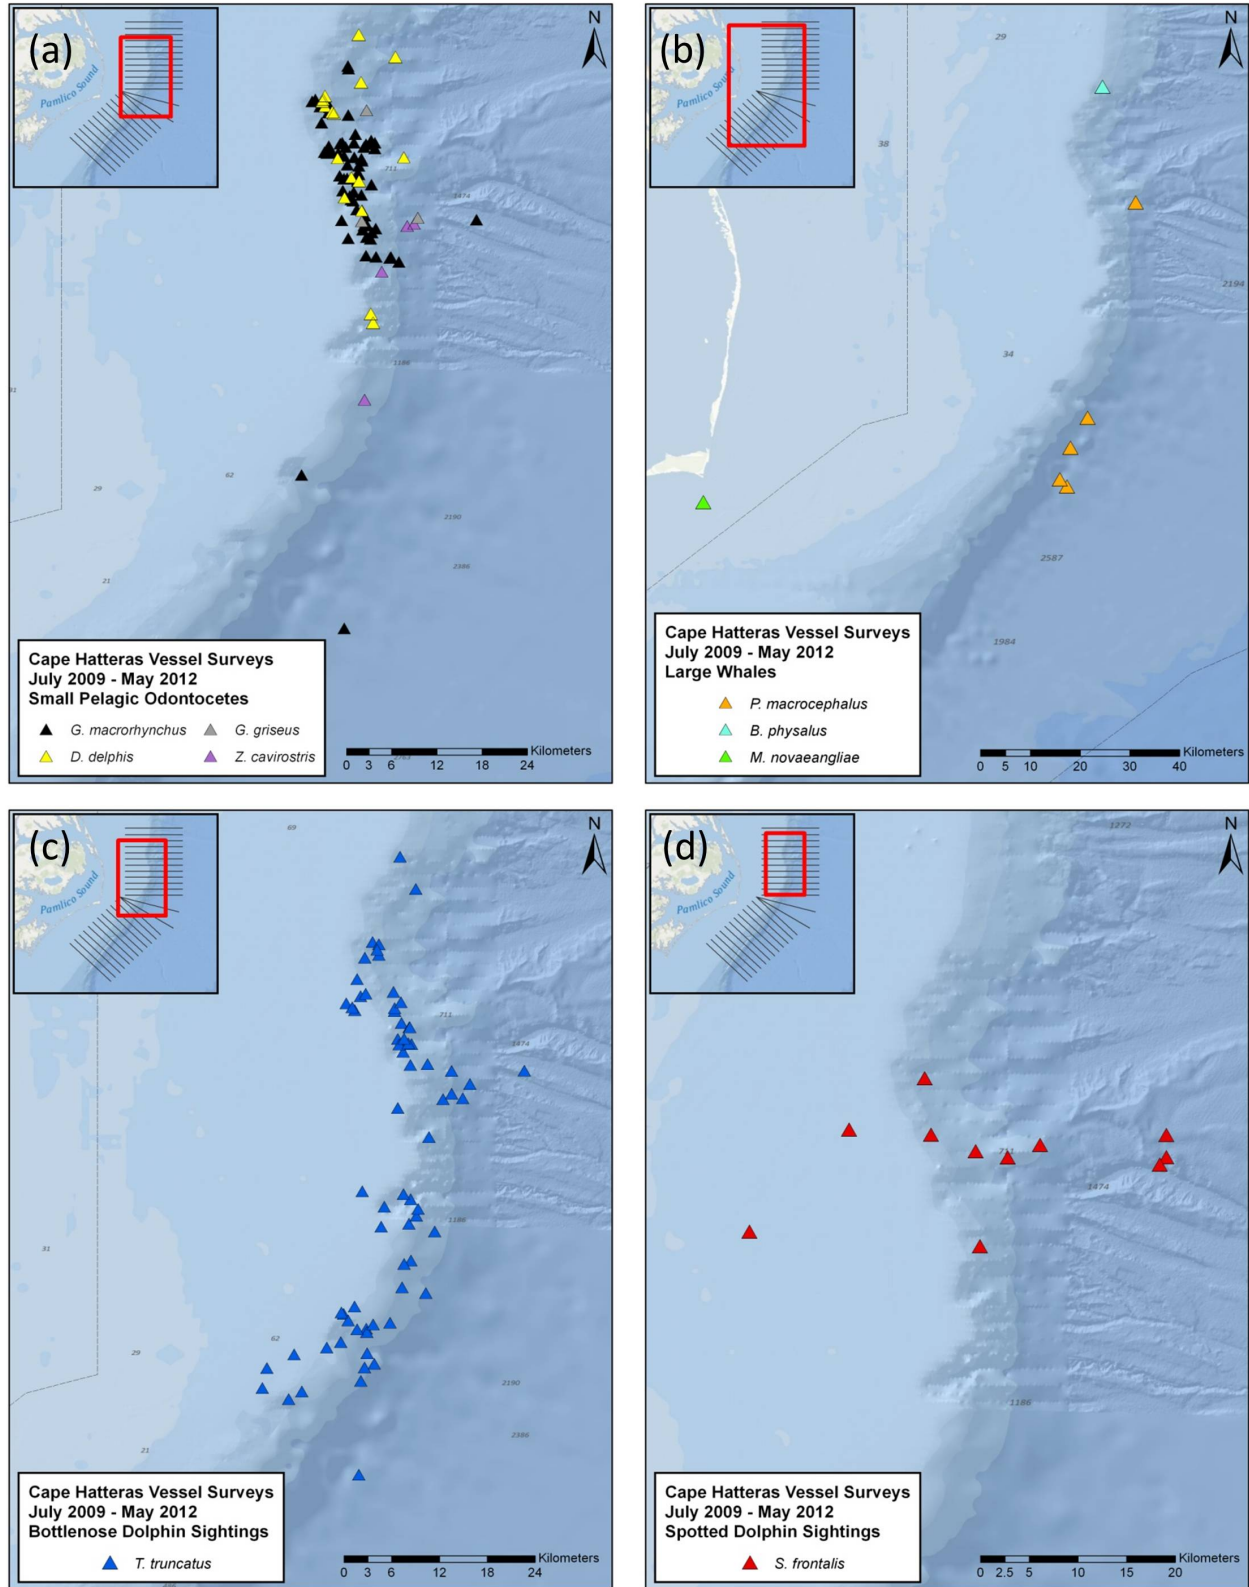 (a)
Pamlico Sound
N
711
1474
1186
31
62
29
2190
2386
21
Cape Hatteras Vessel Surveys
July 2009 - May 2012
Small Pelagic Odontocetes
G. macrorhynchus
G. griseus
D. delphis
Z. cavirostris
Kilometers
0 3 6 12 18 24
(b)
Pamlico Sound
N
29
38
2194
34
2587
1984
Cape Hatteras Vessel Surveys
July 2009 - May 2012
Large Whales
P. macrocephalus
B. physalus
M. novaeangliae
Kilometers
0 5 10 20 30 40
(c)
Pamlico Sound
N
69
711
1474
1186
31
62
29
2190
2386
21
Cape Hatteras Vessel Surveys
July 2009 - May 2012
Bottlenose Dolphin Sightings
T. truncatus
Kilometers
0 3 6 12 18 24
(d)
Pamlico Sound
N
1272
711
1474
1186
Cape Hatteras Vessel Surveys
July 2009 - May 2012
Spotted Dolphin Sightings
S. frontalis
Kilometers
0 2.5 5 10 15 20